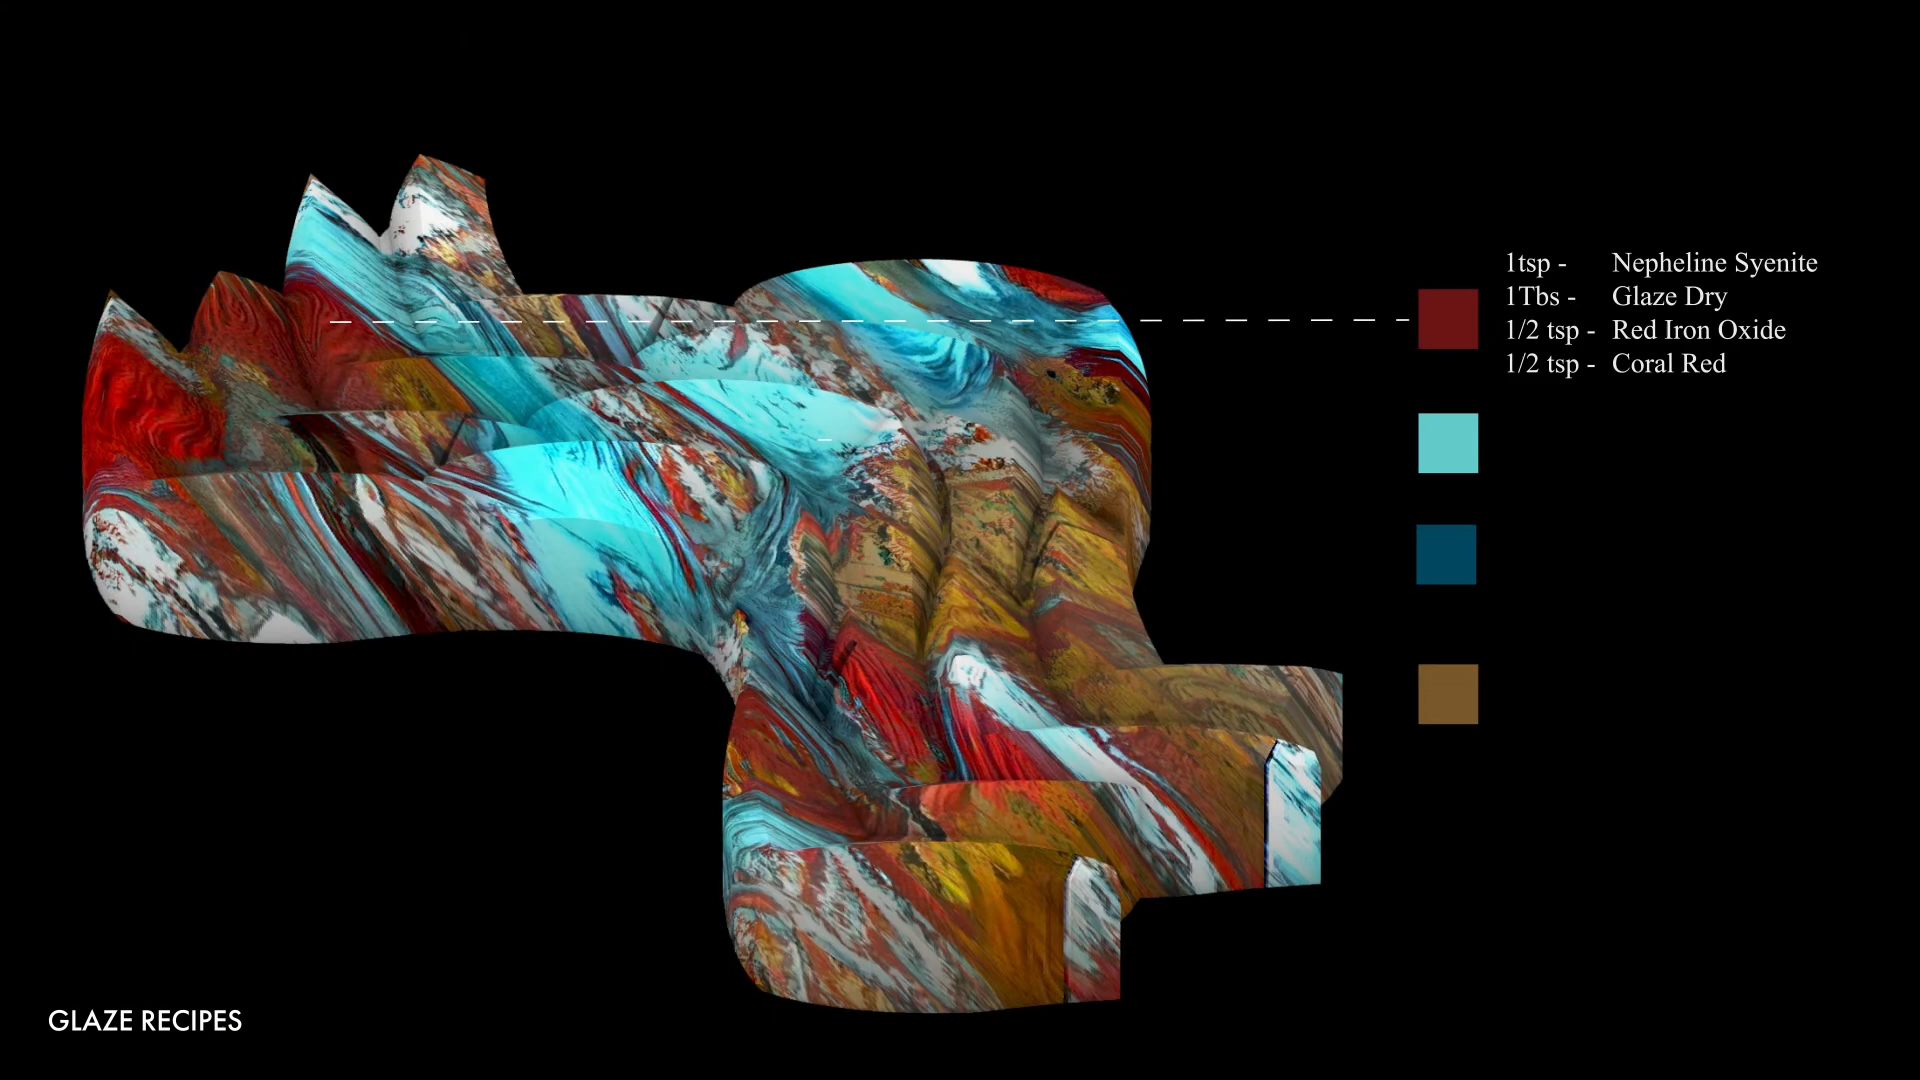 1tsp - Nepheline Syenite
1Tbs - Glaze Dry
1/2 tsp - Red Iron Oxide
1/2 tsp - Coral Red
GLAZE RECIPES